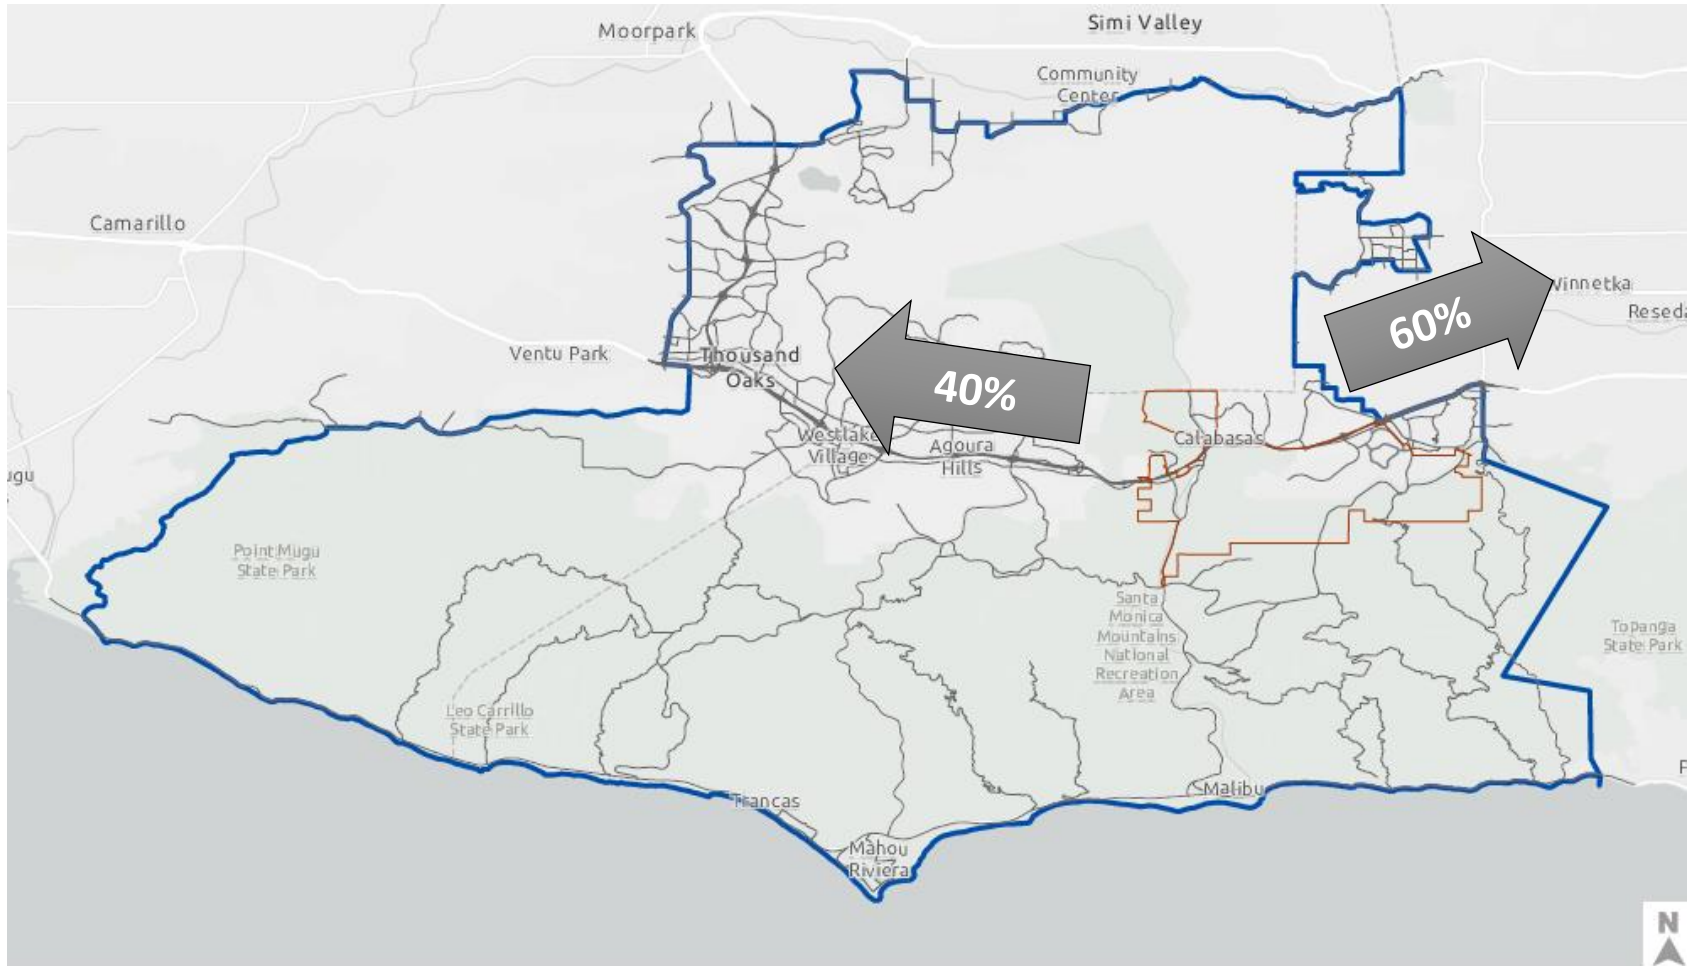 Moorpark
Simi Valley
Community
Center
Camarillo
Winnetka
Reseda
60%
Ventu Park
Thousand
Oaks
40%
Westlake
Village
Agoura
Hills
Calabasas
ugu
Point Mugu
State Park
Santa
Monica
Mountains
National
Recreation
Area
Topanga
State Park
Leo Carrillo
State Park
Trancas
Malibu
Mahou
Riviera
N